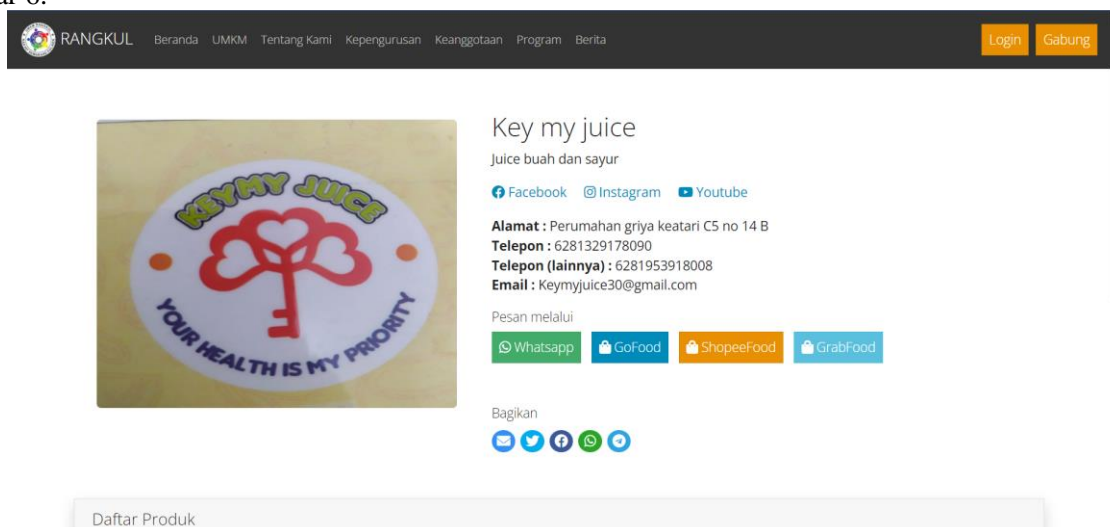 RANGKUL Beranda UMKM Tentang Kami Kepengurusan Keanggotaan Program Berita Login Gabung
KEYMY JUICE
YOUR HEALTH IS MY PRIORITY
Key my juice
Juice buah dan sayur
Facebook Instagram Youtube
Alamat : Perumahan griya keatari C5 no 14 B
Telepon : 6281329178090
Telepon (lainnya) : 6281953918008
Email : Keymyjuice30@gmail.com
Pesan melalui
Whatsapp GoFood ShopeeFood GrabFood
Bagikan
Daftar Produk